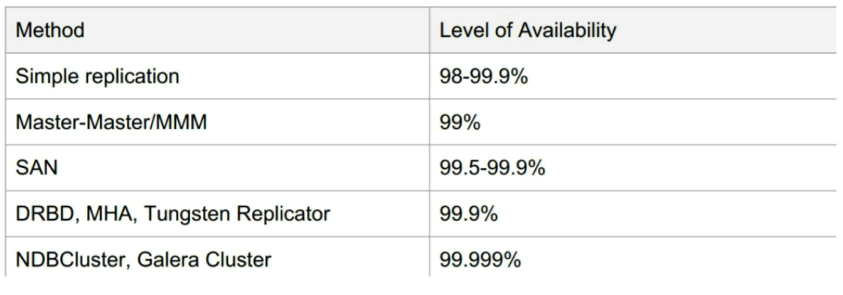 Method Level of Availability
Simple replication 98-99.9%
Master-Master/MMM 99%
SAN 99.5-99.9%
DRBD, MHA, Tungsten Replicator 99.9%
NDBCluster, Galera Cluster 99.999%